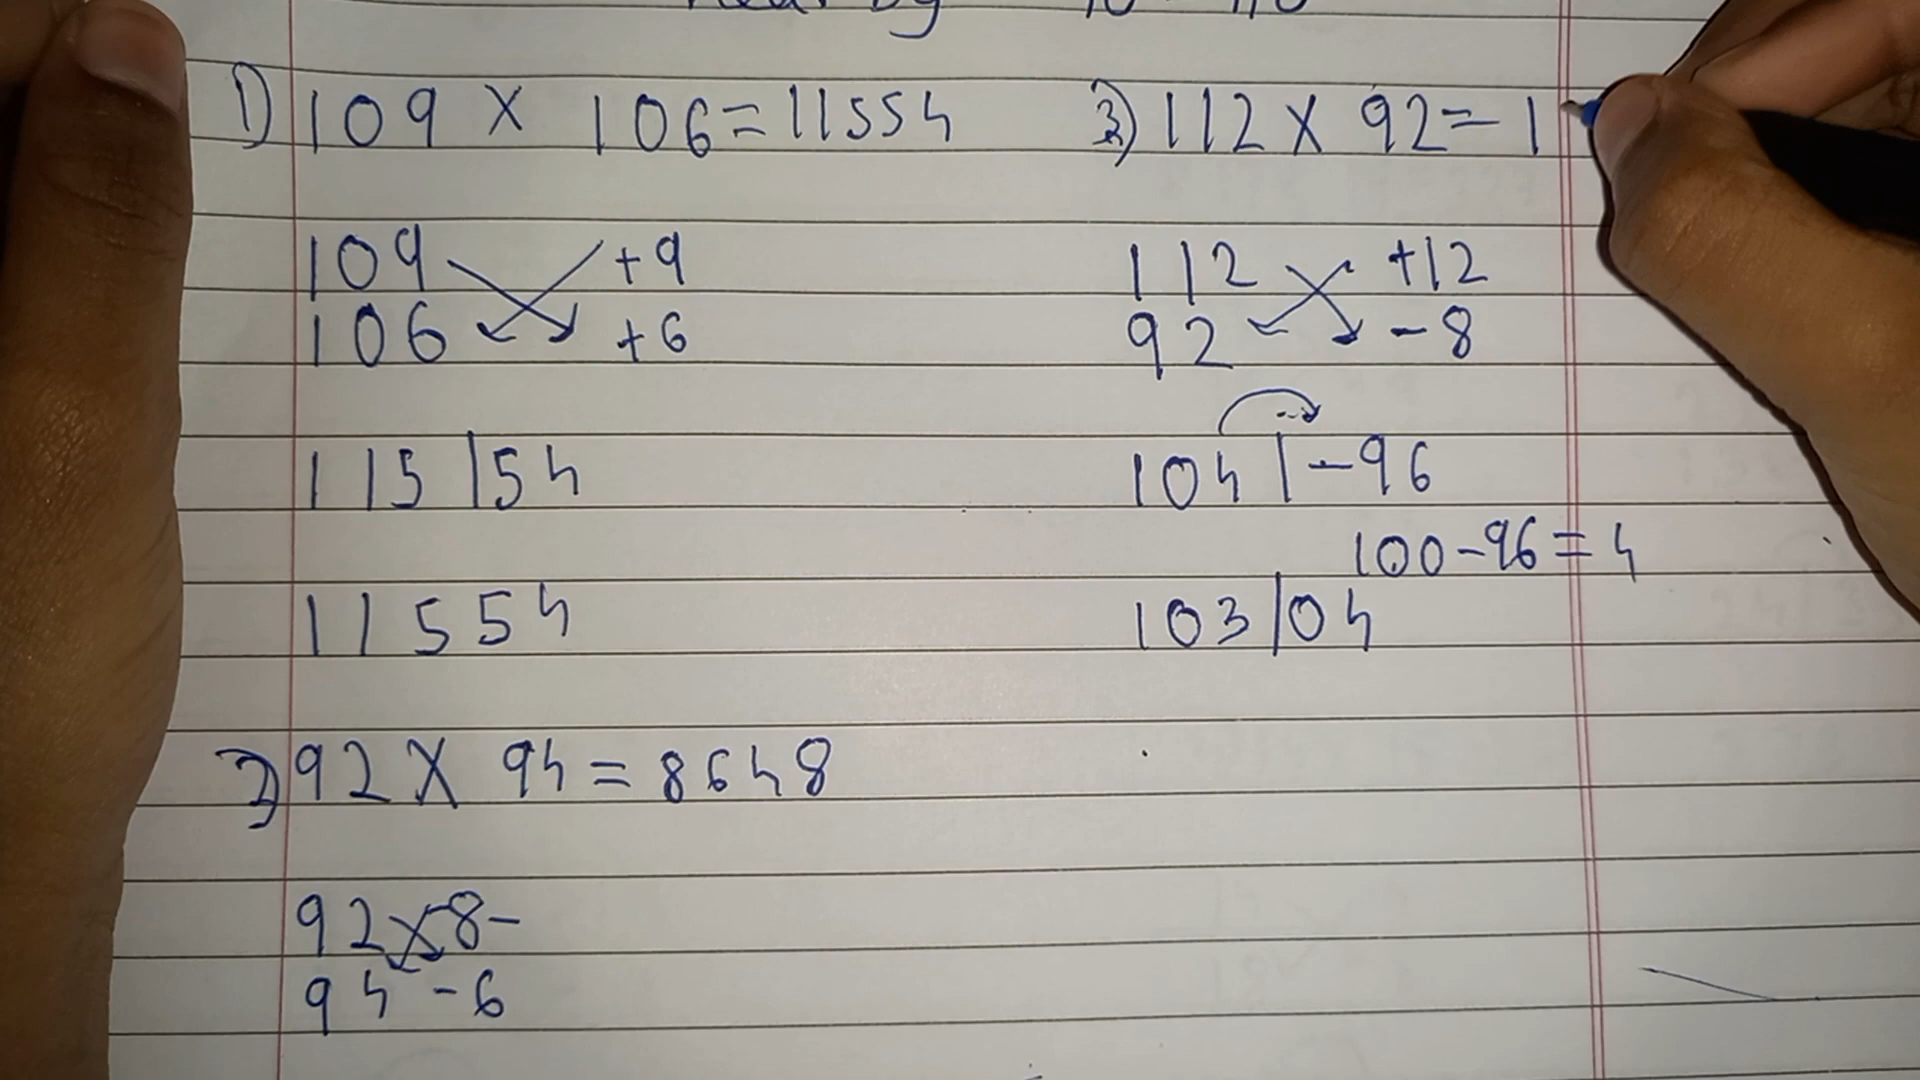 1) 109 X 106 = 11554
109 +9
106 +6
115 | 54
11554
2) 92 X 94 = 8648
92 -8 -
94 -6
3) 112 X 92 = 1
112 +12
92 -8
104 | -96
100 - 96 = 4
103 | 04